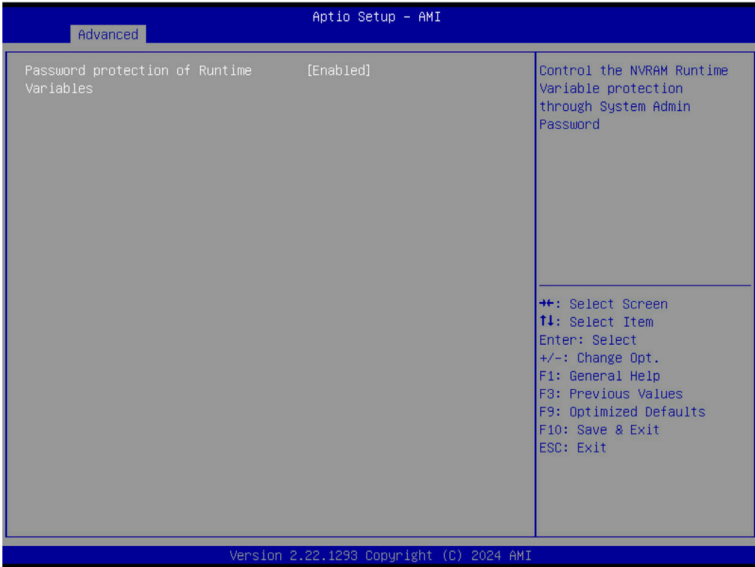 Aptio Setup – AMI
Advanced
Password protection of Runtime [Enabled]
Variables
Control the NVRAM Runtime
Variable protection
through System Admin
Password
→←: Select Screen
↑↓: Select Item
Enter: Select
+/-: Change Opt.
F1: General Help
F3: Previous Values
F9: Optimized Defaults
F10: Save & Exit
ESC: Exit
Version 2.22.1293 Copyright (C) 2024 AMI